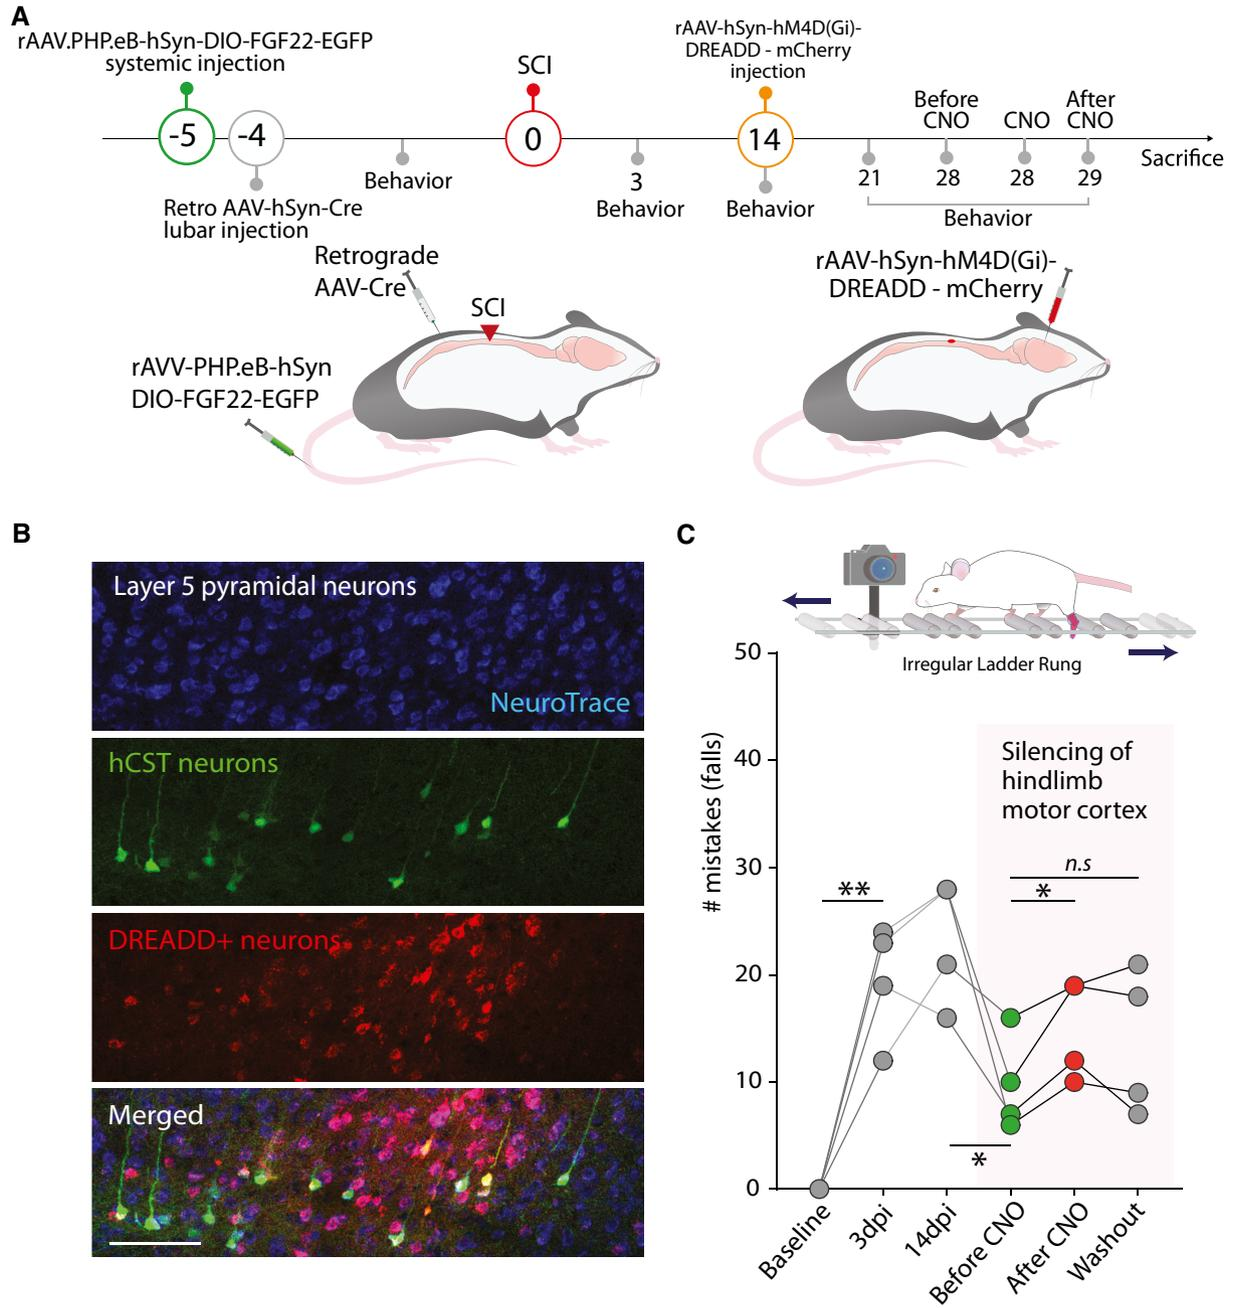 A
rAAV.PHP.eB-hSyn-DIO-FGF22-EGFP
systemic injection
SCI
rAAV-hSyn-hM4D(Gi)-
DREADD - mCherry
injection
Before
CNO
CNO
After
CNO
-5
-4
0
14
Sacrifice
Behavior
3
21
28
28
29
Retro AAV-hSyn-Cre
lubar injection
Behavior
Behavior
Behavior
Retrograde
AAV-Cre
SCI
rAAV-hSyn-hM4D(Gi)-
DREADD - mCherry
rAVV-PHP.eB-hSyn
DIO-FGF22-EGFP
B
Layer 5 pyramidal neurons
NeuroTrace
hCST neurons
DREADD+ neurons
Merged
C
Irregular Ladder Rung
# mistakes (falls)
50
40
30
20
10
0
Silencing of
hindlimb
motor cortex
n.s
**
*
*
Baseline
3dpi
14dpi
Before CNO
After CNO
Washout